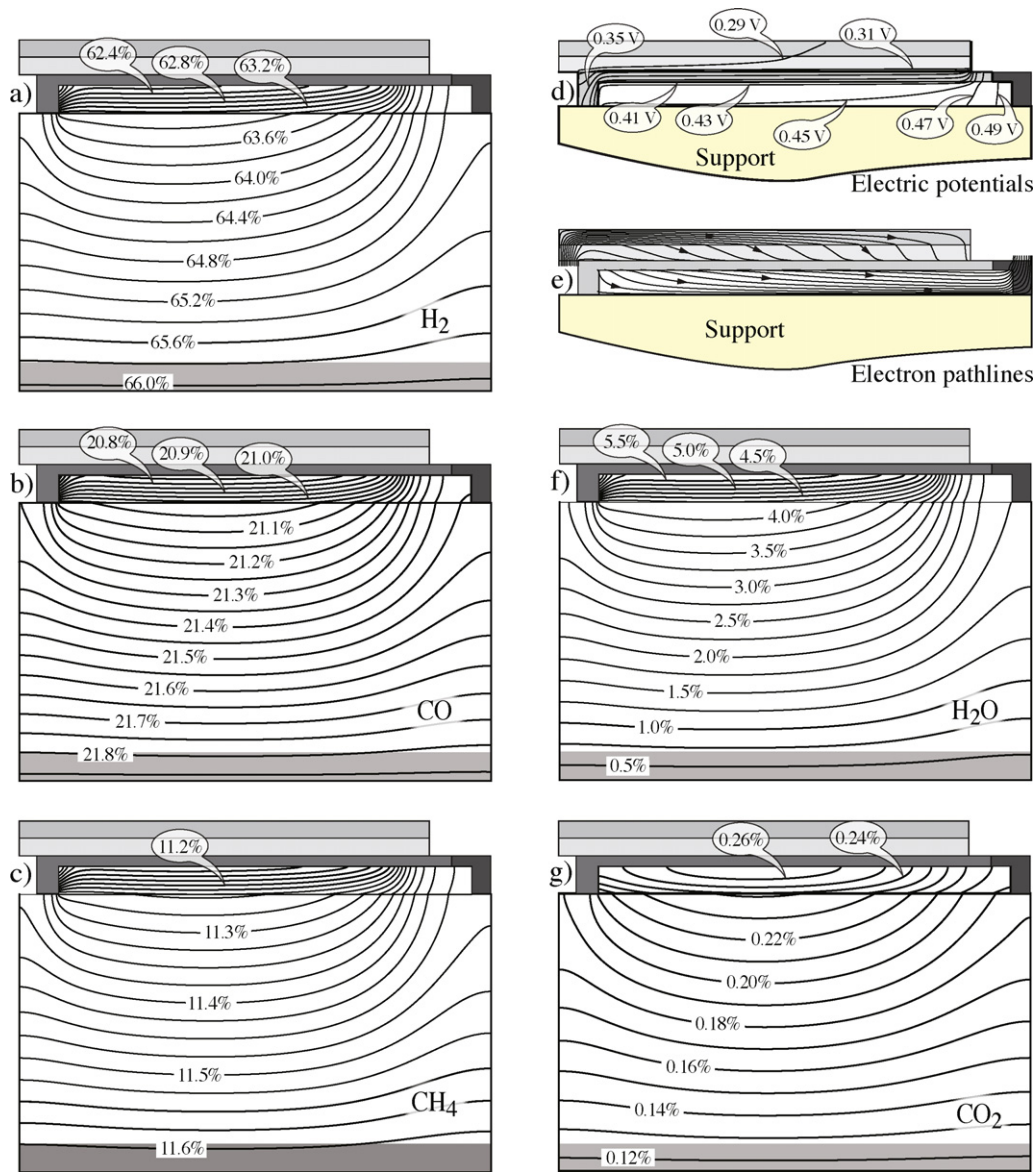 a)
62.4%
62.8%
63.2%
63.6%
64.0%
64.4%
64.8%
65.2%
65.6%
66.0%
H₂
d)
0.35 V
0.29 V
0.31 V
0.41 V
0.43 V
0.45 V
0.47 V
0.49 V
Support
Electric potentials
e)
Support
Electron pathlines
b)
20.8%
20.9%
21.0%
21.1%
21.2%
21.3%
21.4%
21.5%
21.6%
21.7%
21.8%
CO
f)
5.5%
5.0%
4.5%
4.0%
3.5%
3.0%
2.5%
2.0%
1.5%
1.0%
0.5%
H₂O
c)
11.2%
11.3%
11.4%
11.5%
11.6%
CH₄
g)
0.26%
0.24%
0.22%
0.20%
0.18%
0.16%
0.14%
0.12%
CO₂